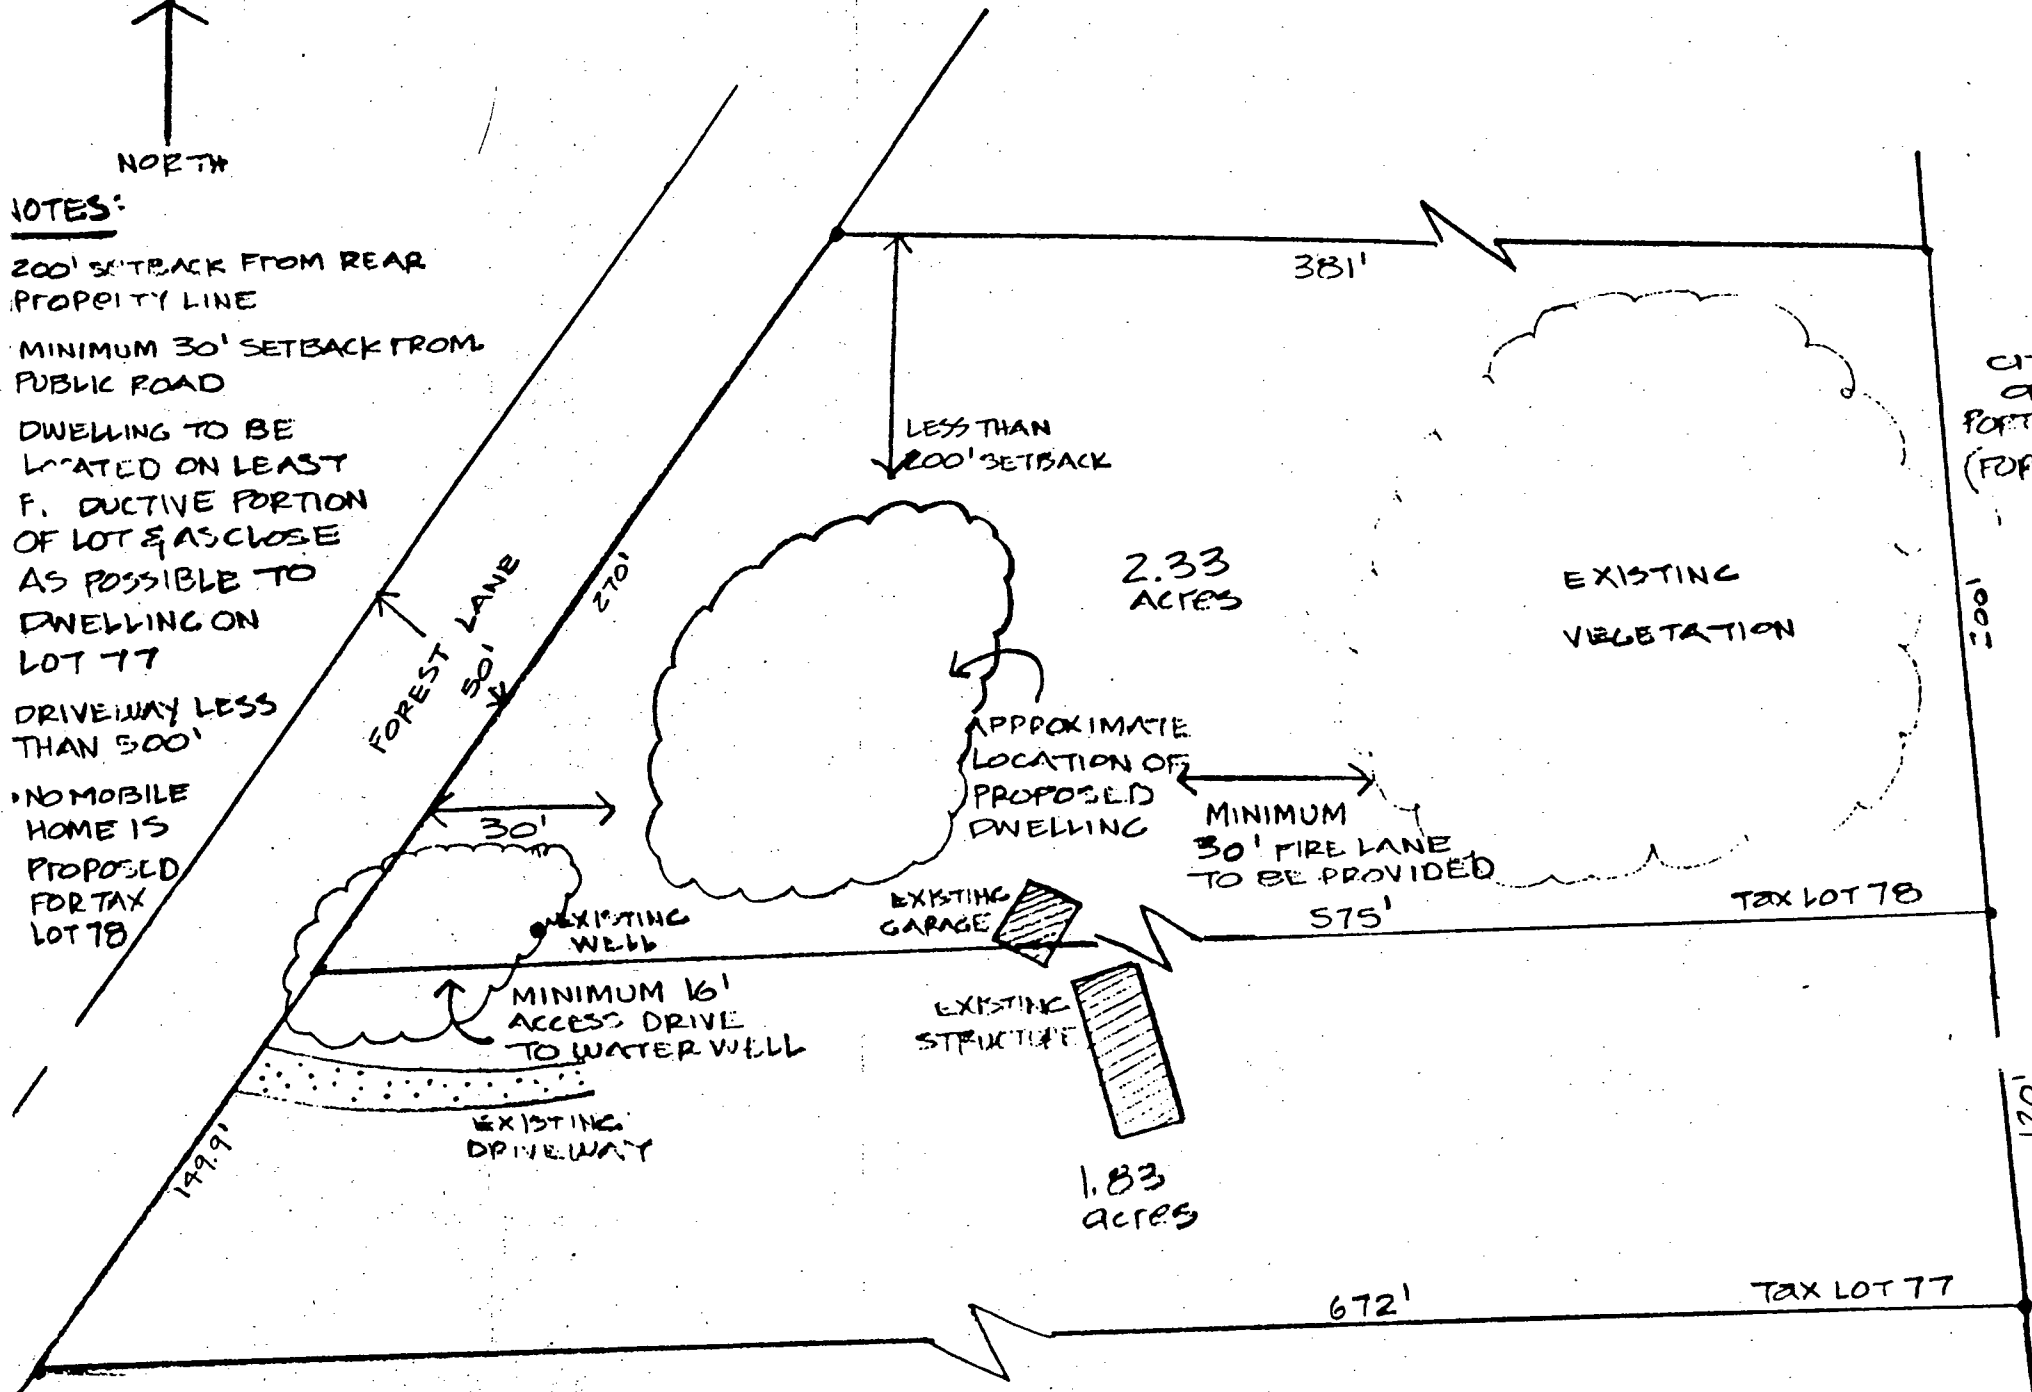 NORTH
NOTES:
200' SETBACK FROM REAR
PROPERTY LINE
MINIMUM 30' SETBACK FROM
PUBLIC ROAD
DWELLING TO BE
LOCATED ON LEAST
DUCTIVE PORTION
OF LOT & AS CLOSE
AS POSSIBLE TO
DWELLING ON
LOT 77
DRIVEWAY LESS
THAN 500'
• NO MOBILE
HOME IS
PROPOSED
FOR TAX
LOT 78
381'
LESS THAN
200' SETBACK
FOREST LANE
50'
270'
2.33
Acres
EXISTING
VEGETATION
200'
APPROXIMATE
LOCATION OF
PROPOSED
DWELLING
MINIMUM
30' FIRE LANE
TO BE PROVIDED
30'
EXISTING
WELL
EXISTING
GARAGE
575'
TAX LOT 78
MINIMUM 16'
ACCESS DRIVE
TO WATER WELL
EXISTING
STRUCTURE
EXISTING
DRIVEWAY
149.9'
120'
1.83
acres
672'
TAX LOT 77